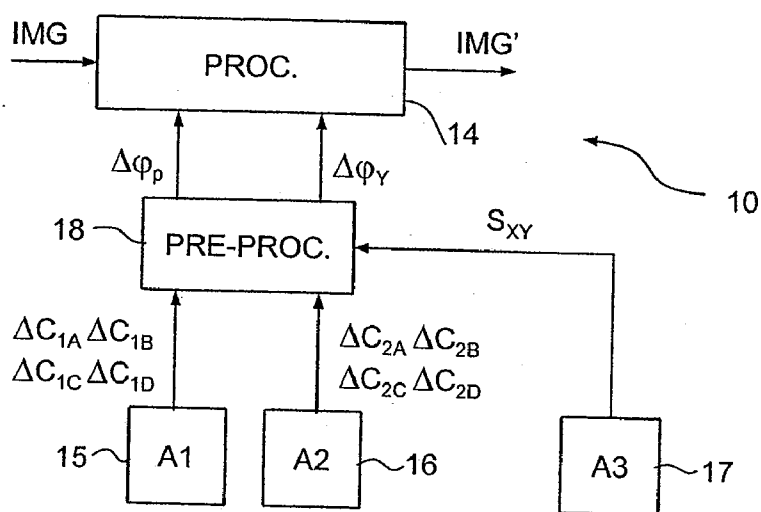 IMG
IMG'
PROC.
14
Δφp
ΔφY
10
18
PRE-PROC.
SXY
ΔC1A ΔC1B
ΔC1C ΔC1D
ΔC2A ΔC2B
ΔC2C ΔC2D
15
A1
A2
16
A3
17